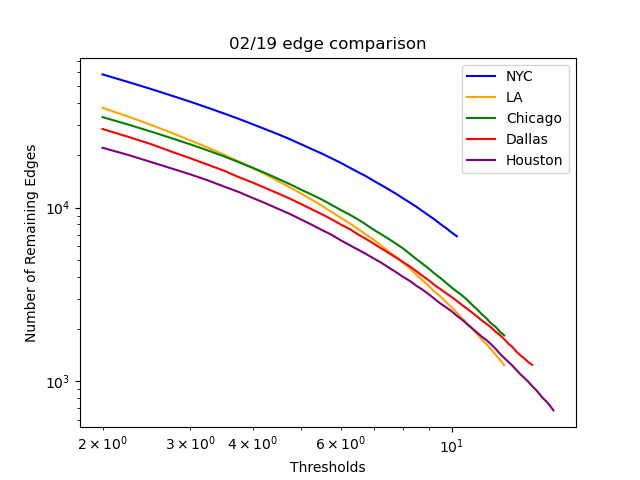 02/19 edge comparison
NYC
LA
Chicago
Dallas
Houston
Number of Remaining Edges
10⁴
10³
2 × 10⁰
3 × 10⁰
4 × 10⁰
6 × 10⁰
10¹
Thresholds